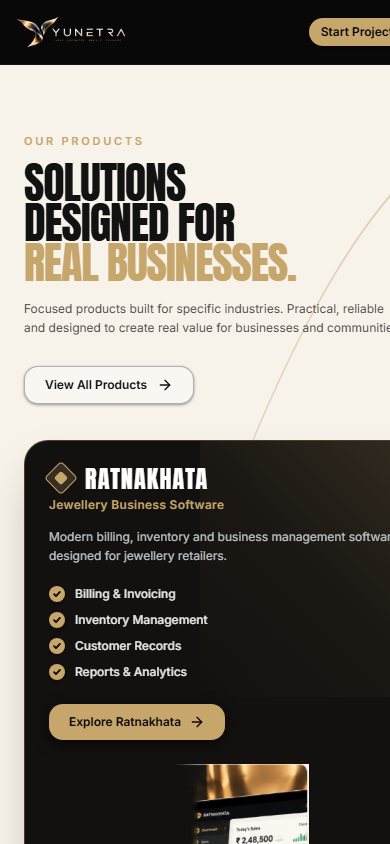 YUNETRA
Start Project
OUR PRODUCTS
SOLUTIONS
DESIGNED FOR
REAL BUSINESSES.
Focused products built for specific industries. Practical, reliable
and designed to create real value for businesses and communitie
View All Products
RATNAKHATA
Jewellery Business Software
Modern billing, inventory and business management softwar
designed for jewellery retailers.
Billing & Invoicing
Inventory Management
Customer Records
Reports & Analytics
Explore Ratnakhata
RATNAKHATA
Today's Sales
Dashboard
₹ 2,48,500